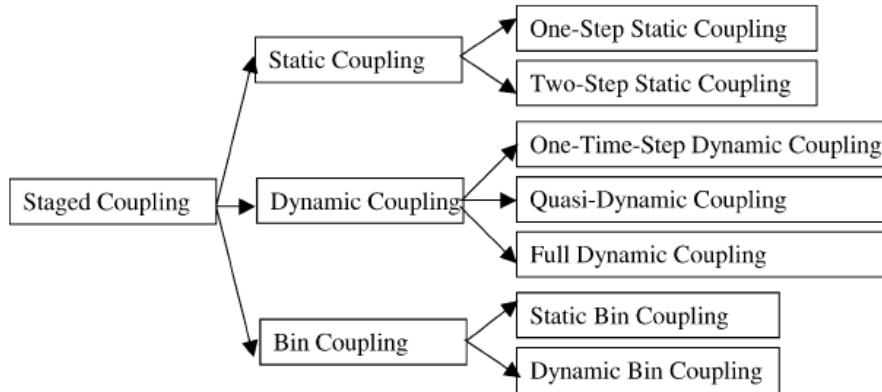 One-Step Static Coupling
Static Coupling
Two-Step Static Coupling
One-Time-Step Dynamic Coupling
Staged Coupling
Dynamic Coupling
Quasi-Dynamic Coupling
Full Dynamic Coupling
Static Bin Coupling
Bin Coupling
Dynamic Bin Coupling